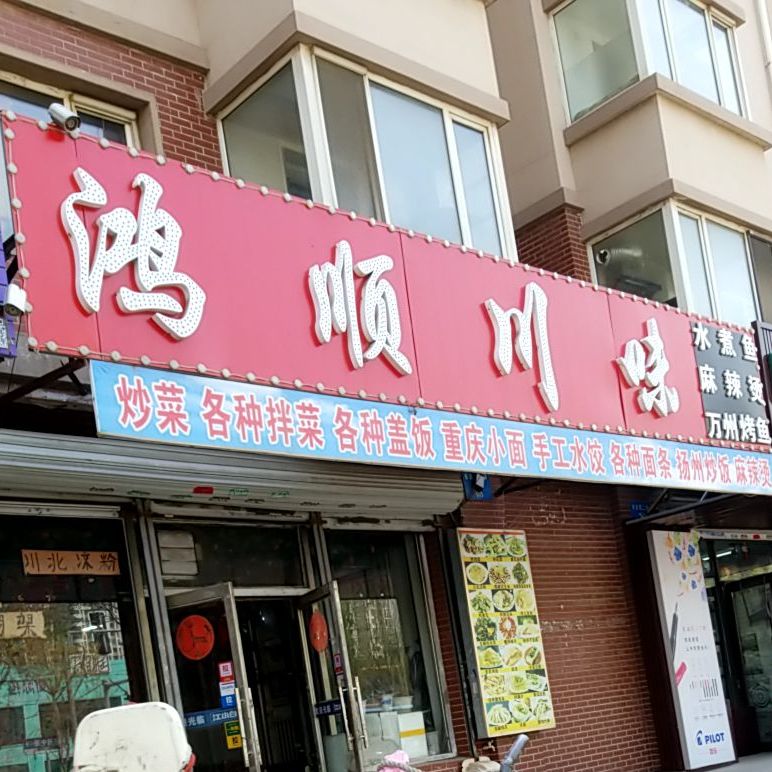 鸿顺川味
水煮鱼
麻辣烫
万州烤鱼
炒菜 各种拌菜 各种盖饭 重庆小面 手工水饺 各种面条 扬州炒饭 麻辣烫
川北凉粉
PILOT